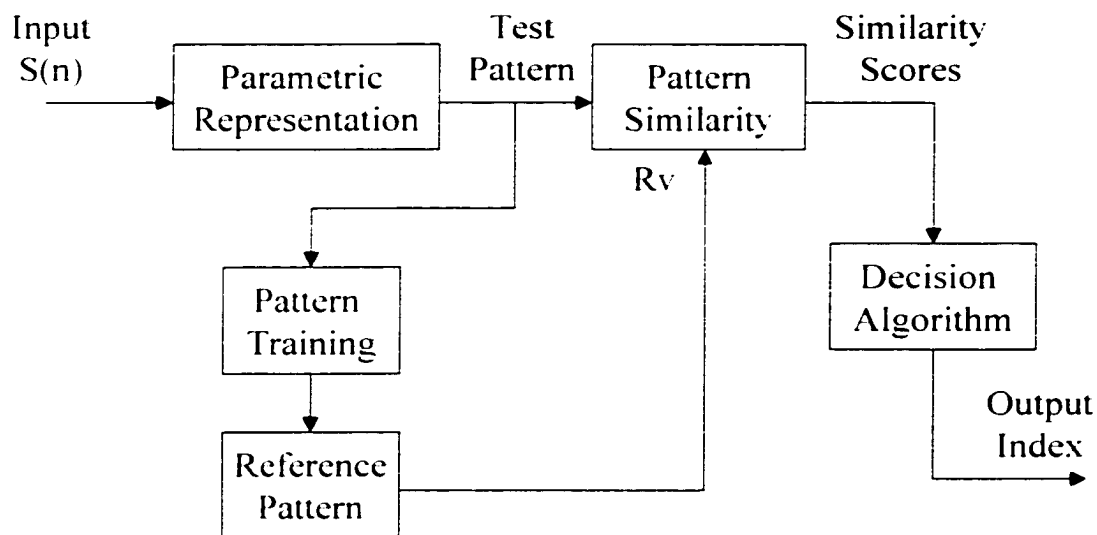 Input
S(n)
Parametric
Representation
Test
Pattern
Pattern
Similarity
Similarity
Scores
Rv
Pattern
Training
Decision
Algorithm
Reference
Pattern
Output
Index